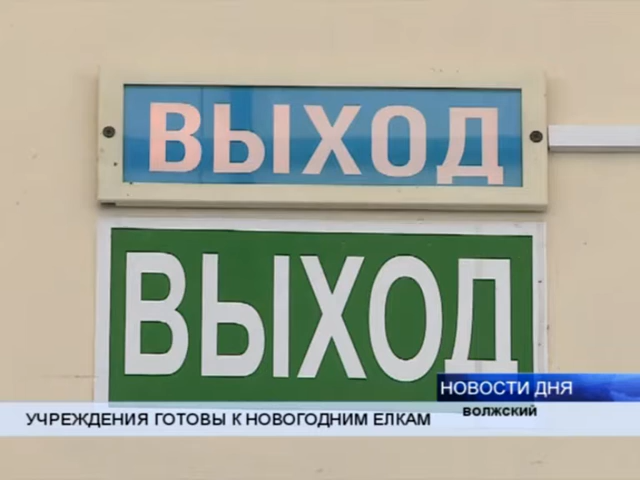 ВЫХОД
ВЫХОД
НОВОСТИ ДНЯ
ВОЛЖСКИЙ
УЧРЕЖДЕНИЯ ГОТОВЫ К НОВОГОДНИМ ЕЛКАМ